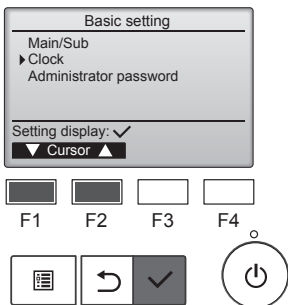 Basic setting
Main/Sub
Clock
Administrator password
Setting display:
Cursor
F1 F2 F3 F4